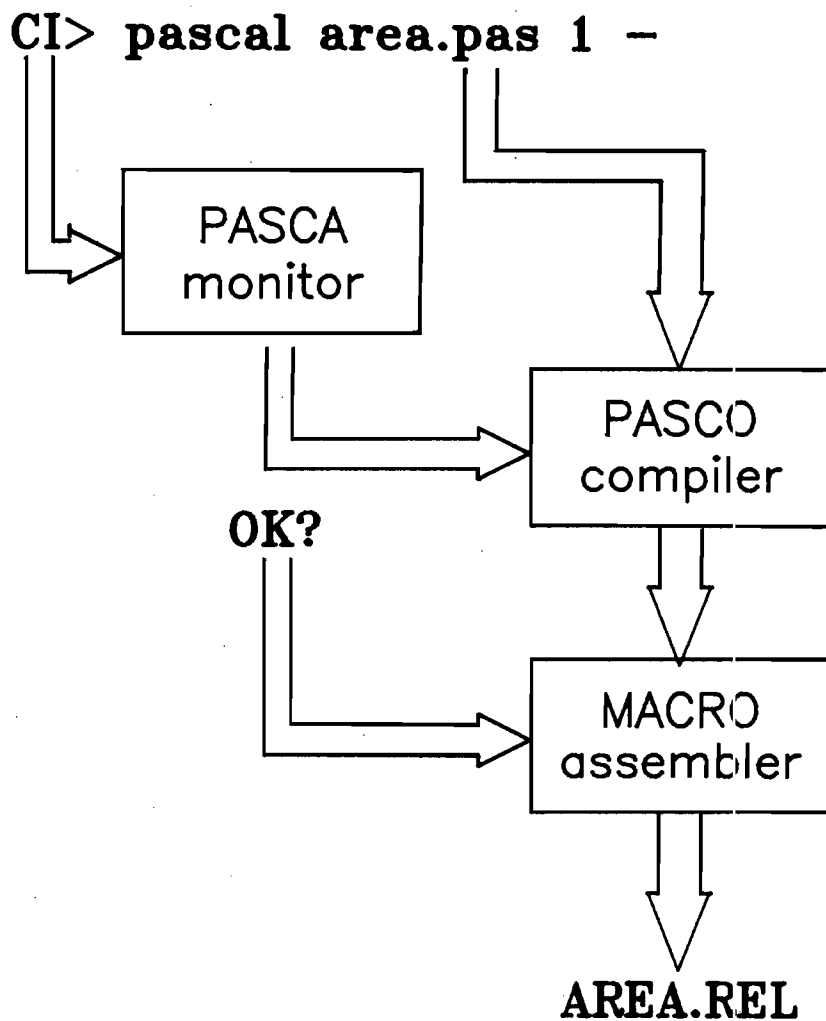 CI> pascal area.pas 1 -
PASCA
monitor
PASCO
compiler
OK?
MACRO
assembler
AREA.REL